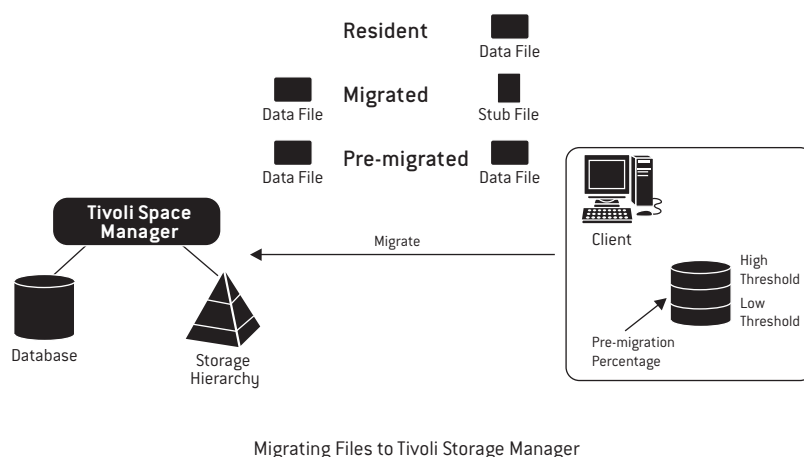 Resident
Data File
Migrated
Data File
Stub File
Pre-migrated
Data File
Data File
Tivoli Space
Manager
Migrate
Client
High
Threshold
Low
Threshold
Pre-migration
Percentage
Database
Storage
Hierarchy
Migrating Files to Tivoli Storage Manager